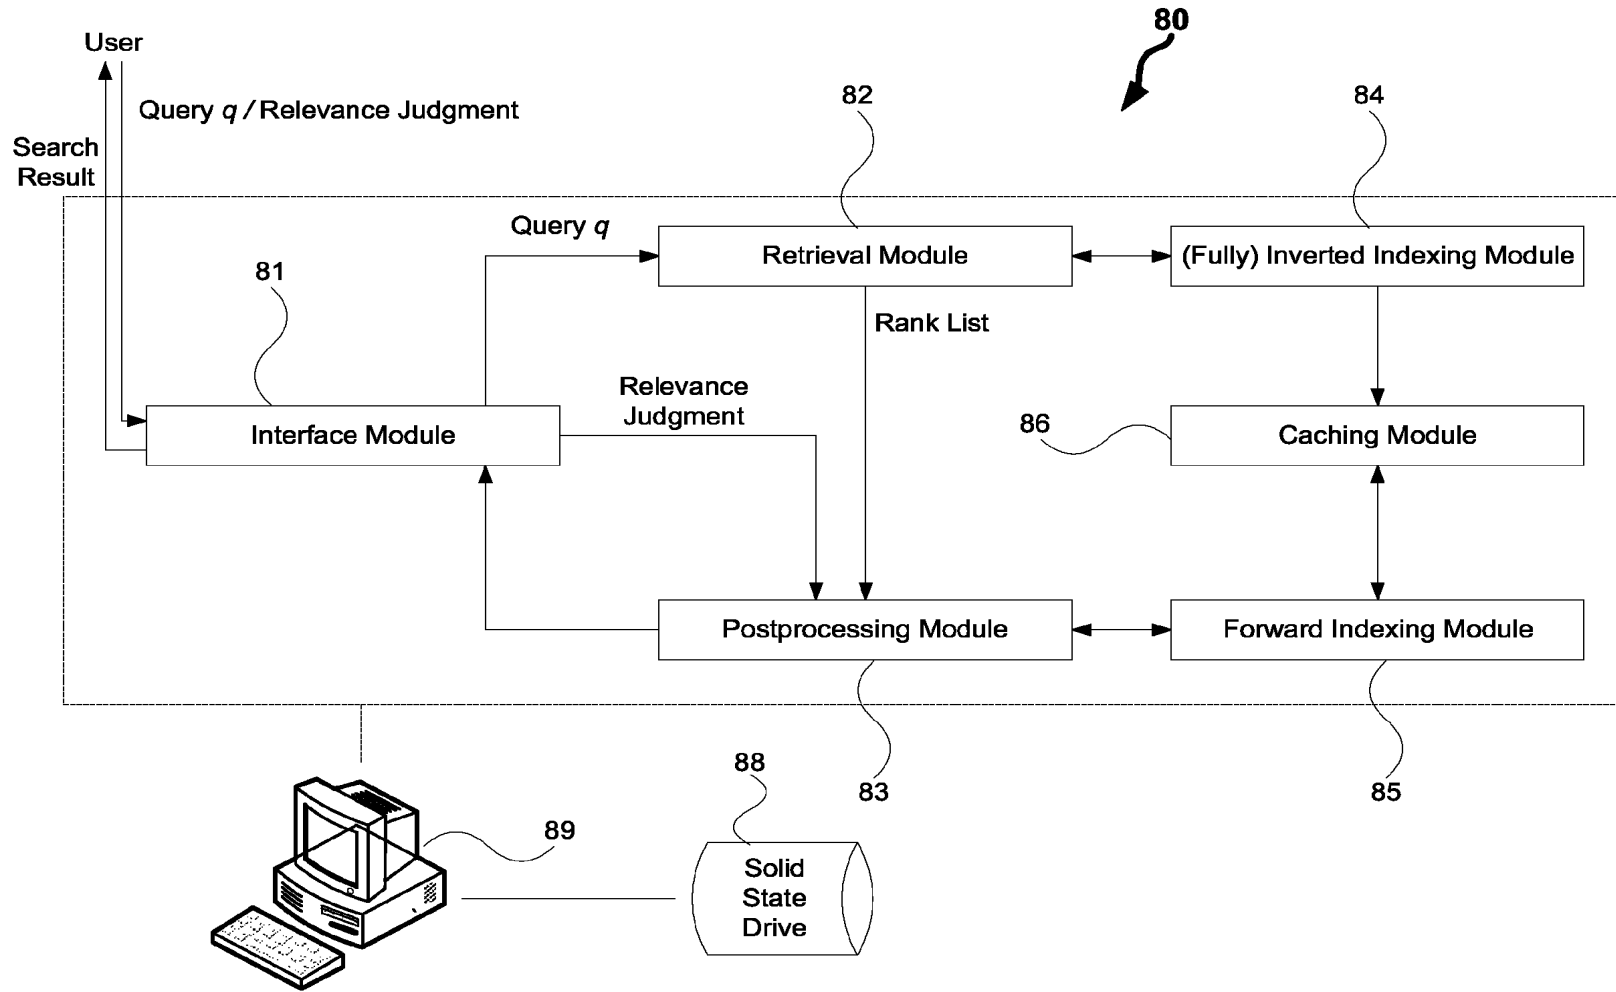 80
User
Query q / Relevance Judgment
82
84
Search
Result
Query q
Retrieval Module
(Fully) Inverted Indexing Module
81
Rank List
Relevance
Judgment
86
Interface Module
Caching Module
Postprocessing Module
Forward Indexing Module
88
83
85
89
Solid
State
Drive